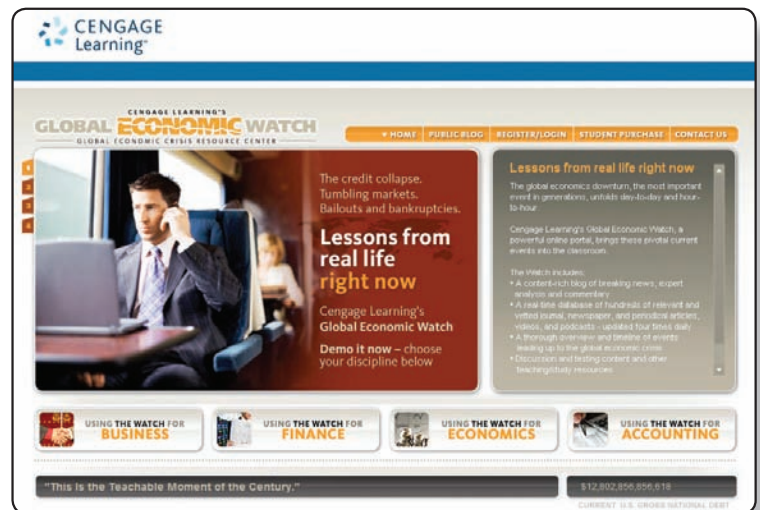 CENGAGE
Learning™
CENGAGE LEARNING'S
GLOBAL ECONOMIC WATCH
GLOBAL ECONOMIC CRISIS RESOURCE CENTER
HOME PUBLIC BLOG REGISTER/LOGIN STUDENT PURCHASE CONTACT US
1
2
3
4
The credit collapse.
Tumbling markets.
Bailouts and bankruptcies.
Lessons from
real life
right now
Cengage Learning's
Global Economic Watch
Demo it now – choose
your discipline below
Lessons from real life right now
The global economics downturn, the most important
event in generations, unfolds day-to-day and hour-
to-hour
Cengage Learning's Global Economic Watch, a
powerful online portal, brings these pivotal current
events into the classroom.
The Watch includes:
• A content-rich blog of breaking news, expert
analysis and commentary
• A real-time database of hundreds of relevant and
vetted journal, newspaper, and periodical articles,
videos, and podcasts - updated four times daily
• A thorough overview and timeline of events
leading up to the global economic crisis
• Discussion and testing content and other
teaching/study resources
USING THE WATCH FOR
BUSINESS
USING THE WATCH FOR
FINANCE
USING THE WATCH FOR
ECONOMICS
USING THE WATCH FOR
ACCOUNTING
"This Is the Teachable Moment of the Century."
$12,802,856,856,618
CURRENT U.S. GROSS NATIONAL DEBT